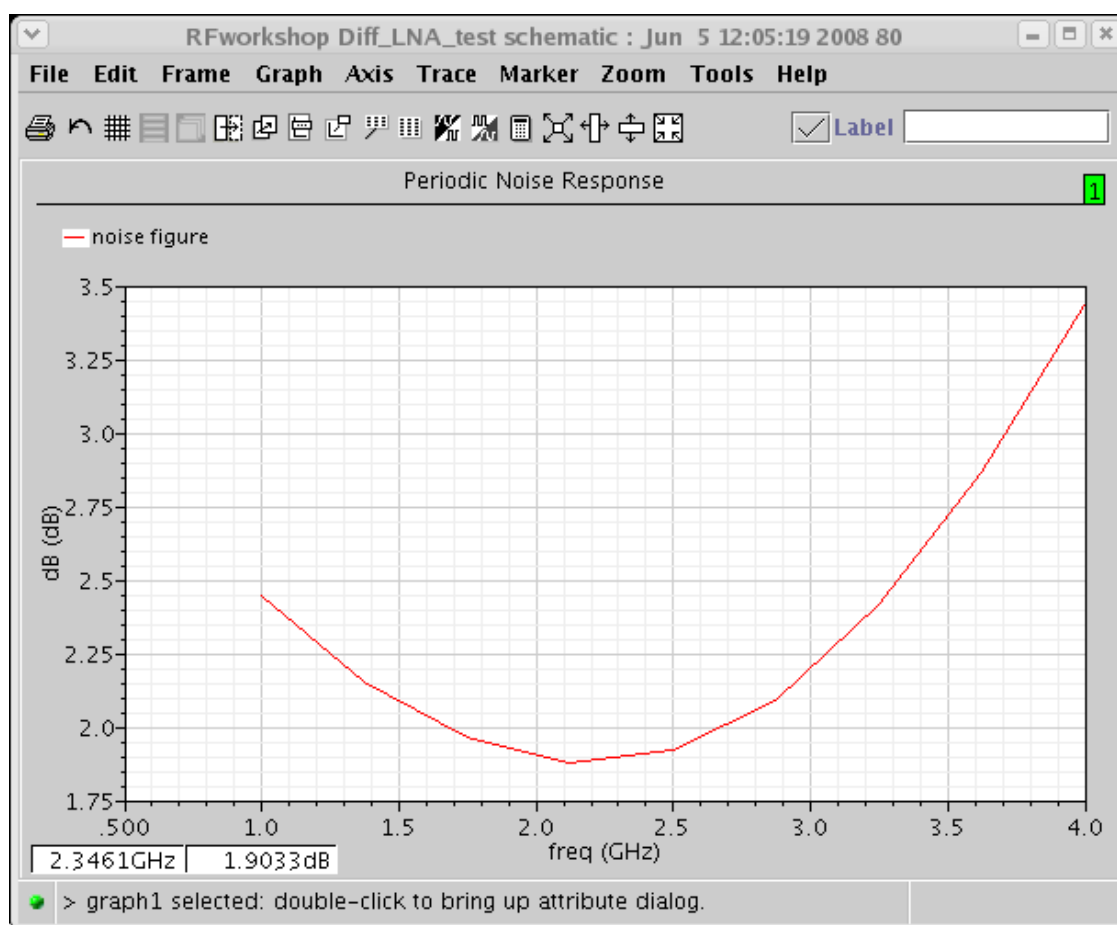 RFworkshop Diff_LNA_test schematic : Jun 5 12:05:19 2008 80
File Edit Frame Graph Axis Trace Marker Zoom Tools Help
Label
Periodic Noise Response
1
noise figure
3.5
3.25
3.0
2.75
2.5
2.25
2.0
1.75
dB (dB)
.500 1.0 1.5 2.0 2.5 3.0 3.5 4.0
freq (GHz)
2.3461GHz 1.9033dB
> graph1 selected: double-click to bring up attribute dialog.